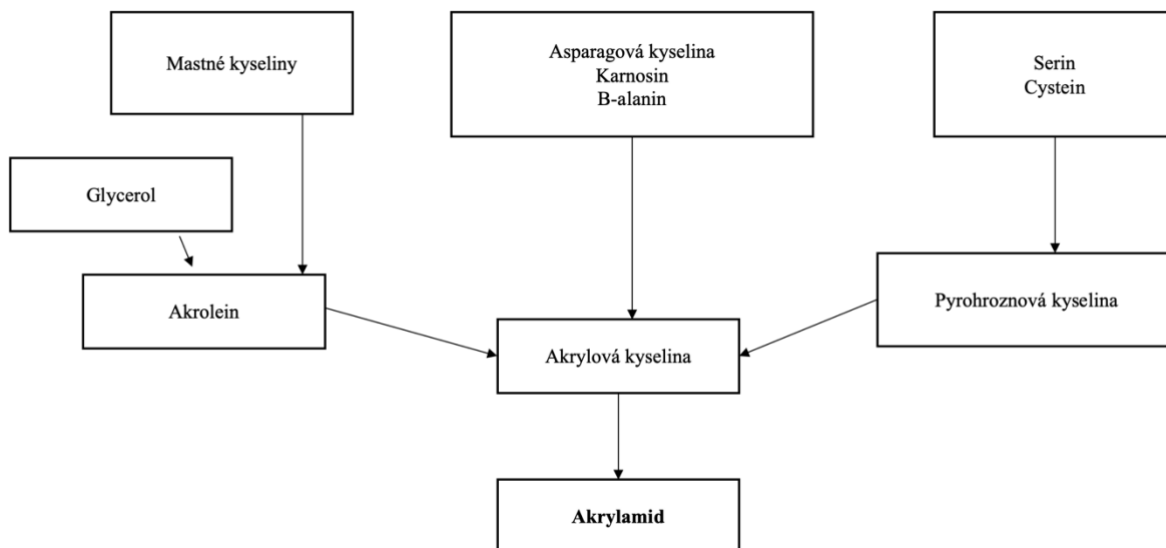 Mastné kyseliny
Asparagová kyselina
Karnosin
B-alanin
Serin
Cystein
Glycerol
Akrolein
Pyrohroznová kyselina
Akrylová kyselina
Akrylamid